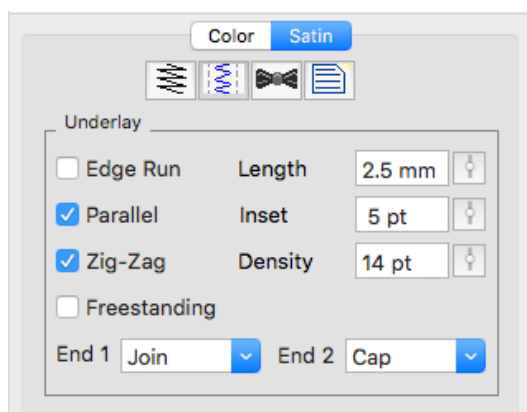 Color Satin
Underlay
Edge Run Length 2.5 mm
Parallel Inset 5 pt
Zig-Zag Density 14 pt
Freestanding
End 1 Join End 2 Cap